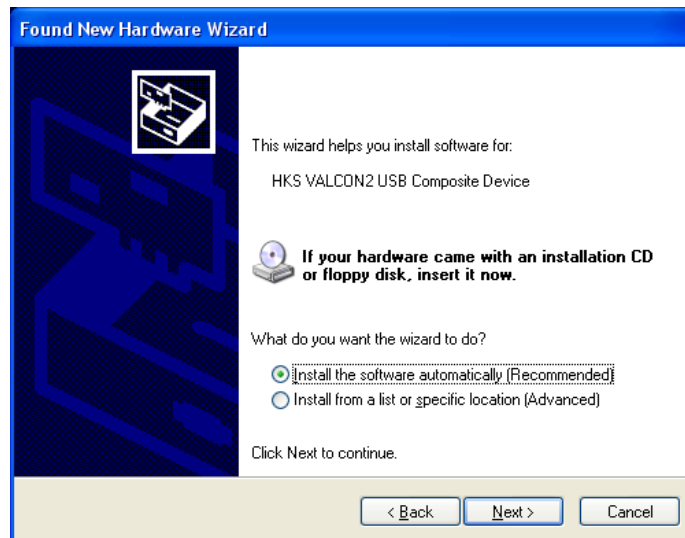 Found New Hardware Wizard
This wizard helps you install software for:
HKS VALCON2 USB Composite Device
If your hardware came with an installation CD
or floppy disk, insert it now.
What do you want the wizard to do?
Install the software automatically (Recommended)
Install from a list or specific location (Advanced)
Click Next to continue.
< Back Next > Cancel